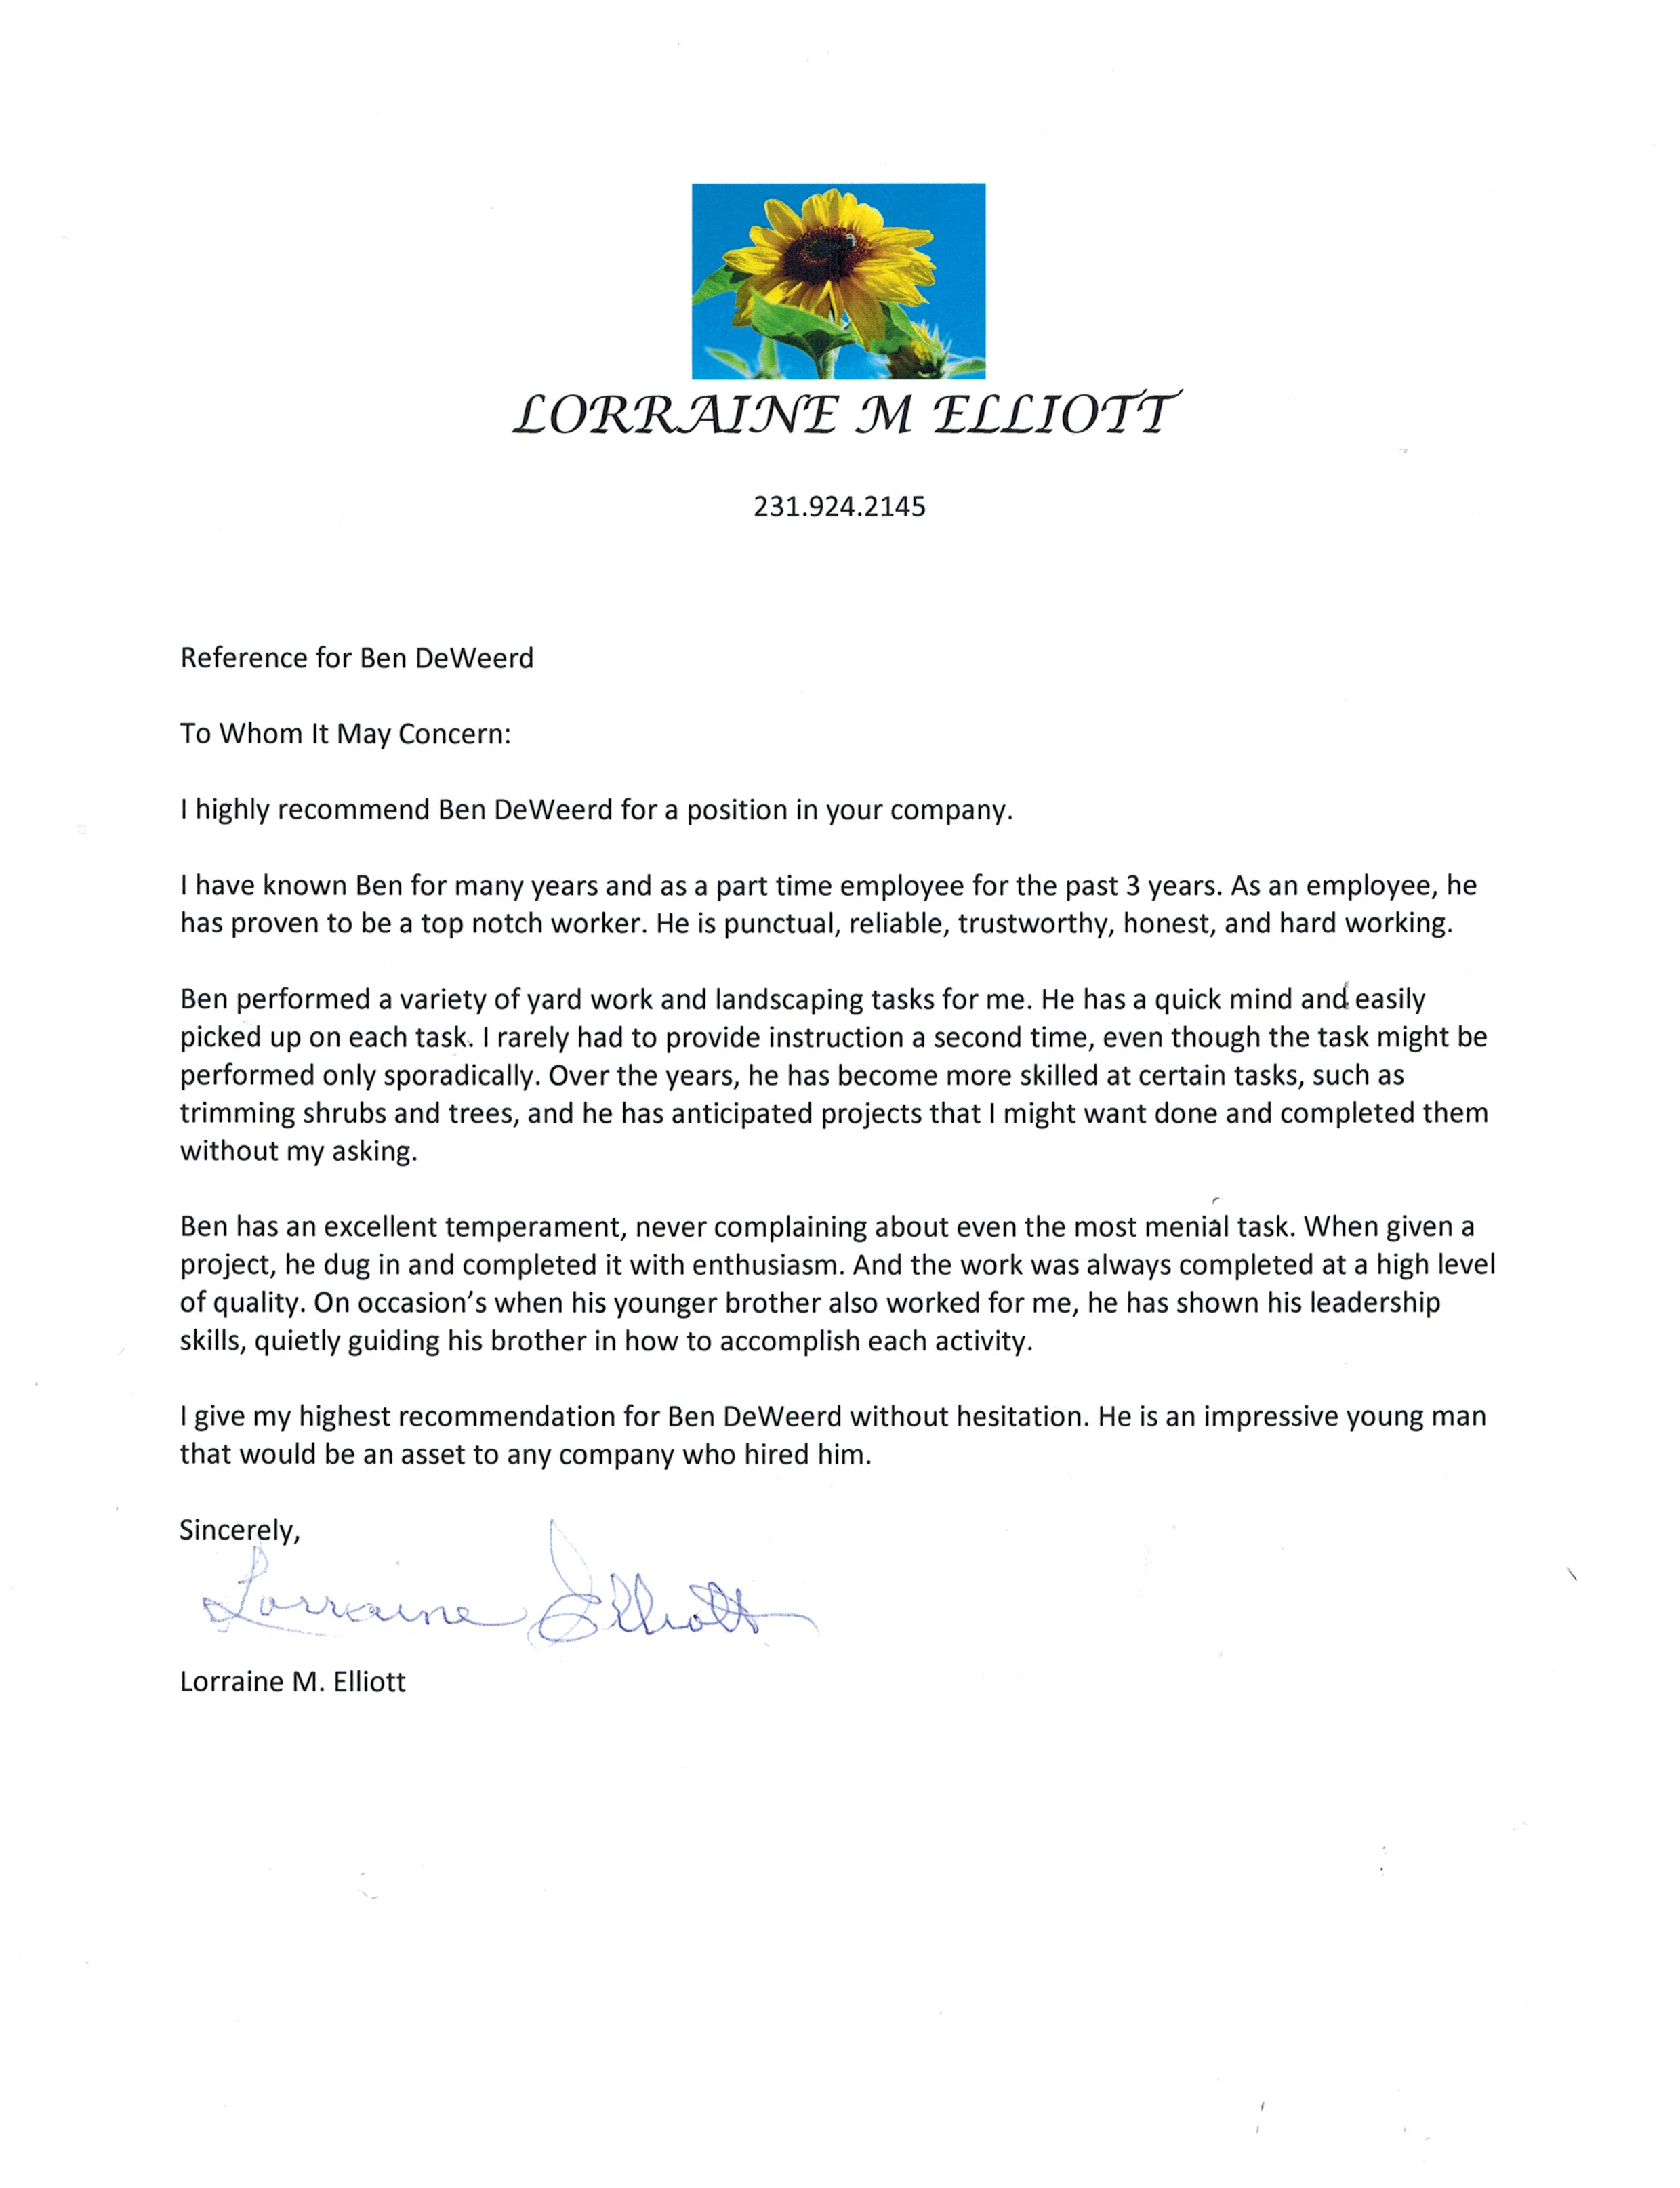 LORRAINE M ELLIOTT
231.924.2145
Reference for Ben DeWeerd
To Whom It May Concern:
I highly recommend Ben DeWeerd for a position in your company.
I have known Ben for many years and as a part time employee for the past 3 years. As an employee, he
has proven to be a top notch worker. He is punctual, reliable, trustworthy, honest, and hard working.
Ben performed a variety of yard work and landscaping tasks for me. He has a quick mind and easily
picked up on each task. I rarely had to provide instruction a second time, even though the task might be
performed only sporadically. Over the years, he has become more skilled at certain tasks, such as
trimming shrubs and trees, and he has anticipated projects that I might want done and completed them
without my asking.
Ben has an excellent temperament, never complaining about even the most menial task. When given a
project, he dug in and completed it with enthusiasm. And the work was always completed at a high level
of quality. On occasion’s when his younger brother also worked for me, he has shown his leadership
skills, quietly guiding his brother in how to accomplish each activity.
I give my highest recommendation for Ben DeWeerd without hesitation. He is an impressive young man
that would be an asset to any company who hired him.
Sincerely,
Lorraine Elliott
Lorraine M. Elliott